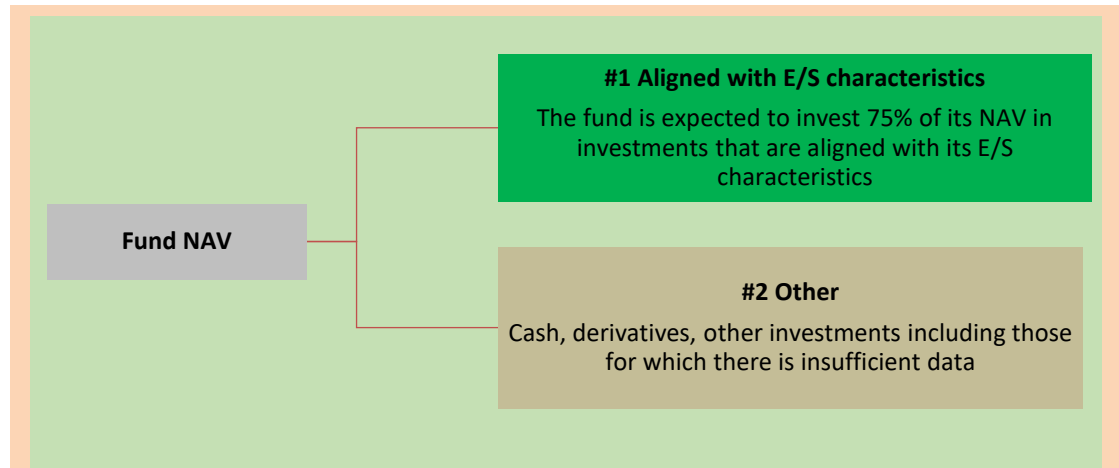 #1 Aligned with E/S characteristics
The fund is expected to invest 75% of its NAV in
investments that are aligned with its E/S
characteristics
Fund NAV
#2 Other
Cash, derivatives, other investments including those
for which there is insufficient data